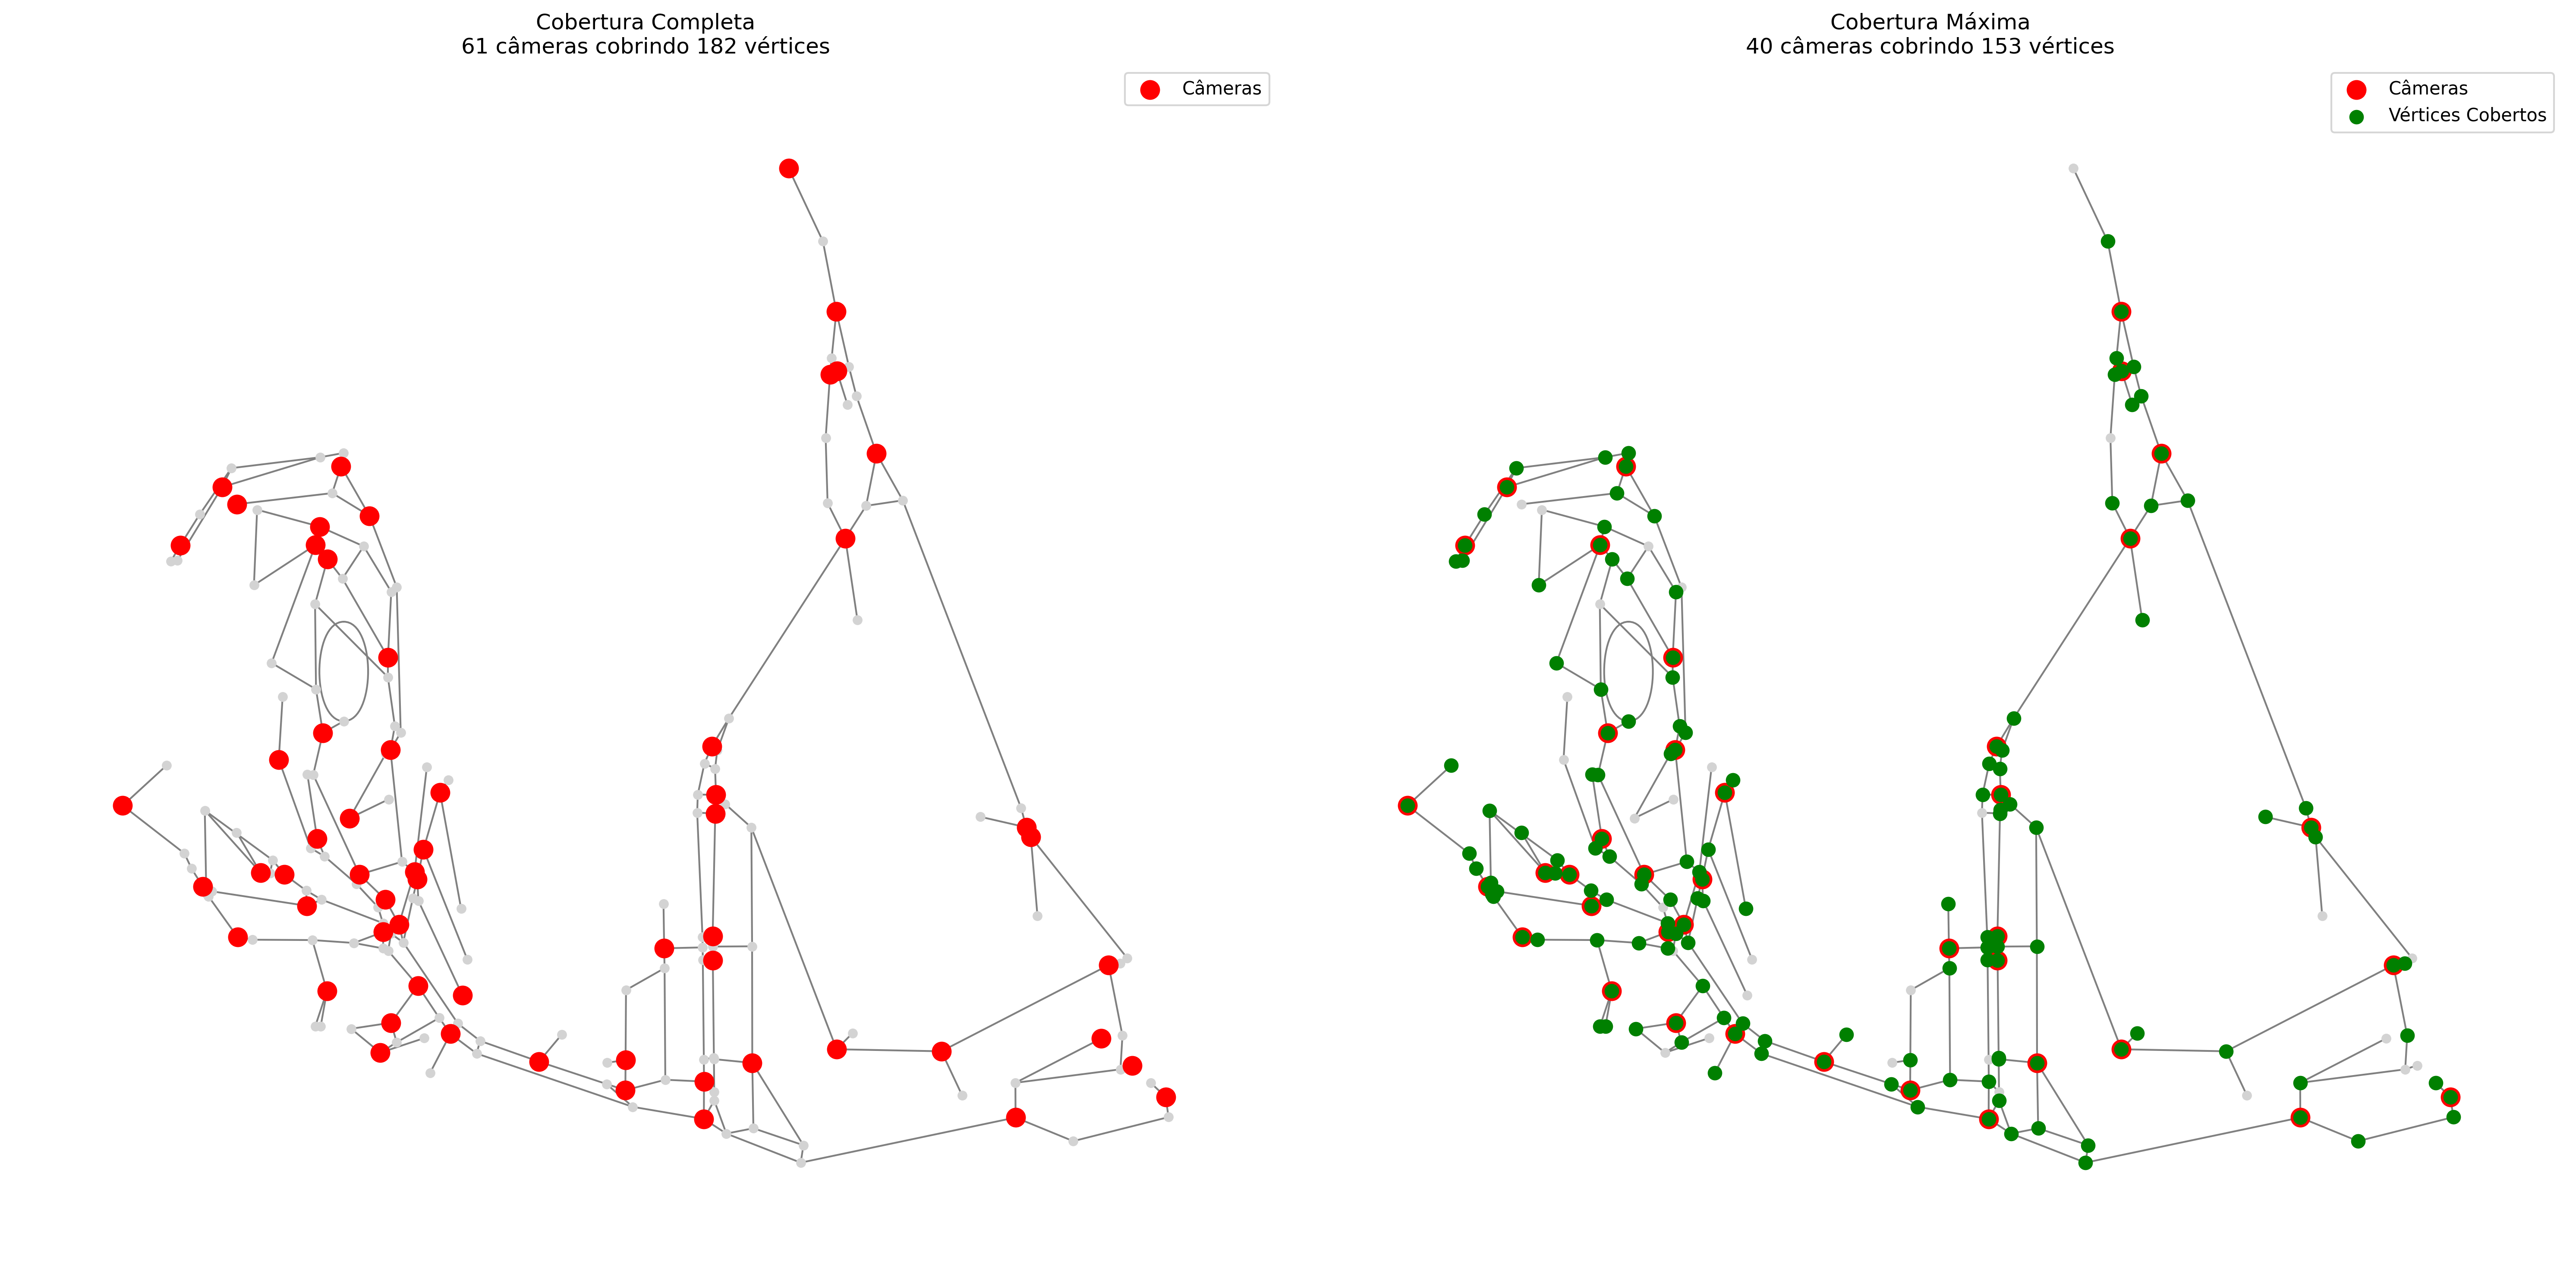 Cobertura Completa
61 câmeras cobrindo 182 vértices
Câmeras
Cobertura Máxima
40 câmeras cobrindo 153 vértices
Câmeras
Vértices Cobertos